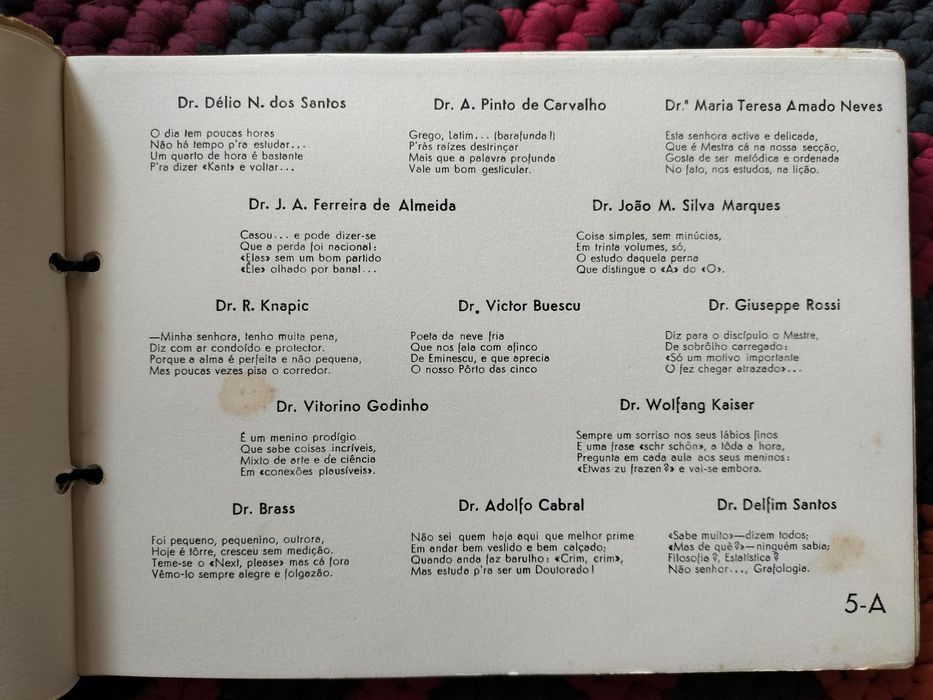 Dr. Délio N. dos Santos
O dia tem poucas horas
Não há tempo p'ra estudar...
Um quarto de hora é bastante
P'ra dizer «Kant» e voltar...
Dr. A. Pinto de Carvalho
Grego, latim... (barafunda!)
P'ràs raízes destrinçar
Mais que a palavra profunda
Vale um bom gesticular.
Dr.ª Maria Teresa Amado Neves
Esta senhora activa e delicada,
Que é Mestra cá na nossa secção,
Gosta de ser melódica e ordenada
No fato, nos estudos, na lição.
Dr. J. A. Ferreira de Almeida
Casou... e pode dizer-se
Que a perda foi nacional:
«Elas» sem um bom partido
«Êle» olhado por banal...
Dr. João M. Silva Marques
Coisa simples, sem minúcias,
Em trinta volumes, só,
O estudo daquela perna
Que distingue o «A» do «O».
Dr. R. Knapic
—Minha senhora, tenho muita pena,
Diz com ar condoído e protector.
Porque a alma é perfeita e não pequena,
Mas poucas vezes pisa o corredor.
Dr. Victor Buescu
Poeta da neve fria
Que nos fala com afinco
De Eminescu, e que aprecia
O nosso Pôrto das cinco
Dr. Giuseppe Rossi
Diz para o discípulo o Mestre,
De sobrôlho carregado:
«Só um motivo importante
O fez chegar atrazado»...
Dr. Vitorino Godinho
É um menino prodígio
Que sabe coisas incríveis,
Mixto de arte e de ciência
Em «conexões plausíveis».
Dr. Wolfang Kaiser
Sempre um sorriso nos seus lábios finos
E uma frase «schr schön», a tôda a hora,
Pregunta em cada aula aos seus meninos:
«Etwas zu frazen?» e vai-se embora.
Dr. Brass
Foi pequeno, pequenino, outrora,
Hoje é tôrre, cresceu sem medição.
Teme-se o «Next, please» mas cá fora
Vêmo-lo sempre alegre e folgazão.
Dr. Adolfo Cabral
Não sei quem haja aqui que melhor prime
Em andar bem vestido e bem calçado;
Quando anda faz barulho: «Crim, crim»,
Mas estuda p'ra ser um Doutorado!
Dr. Delfim Santos
«Sabe muito»—dizem todos;
«Mas de quê?»—ninguém sabia;
Filosofia?, Estatística?
Não senhor..., Grafologia.
5-A